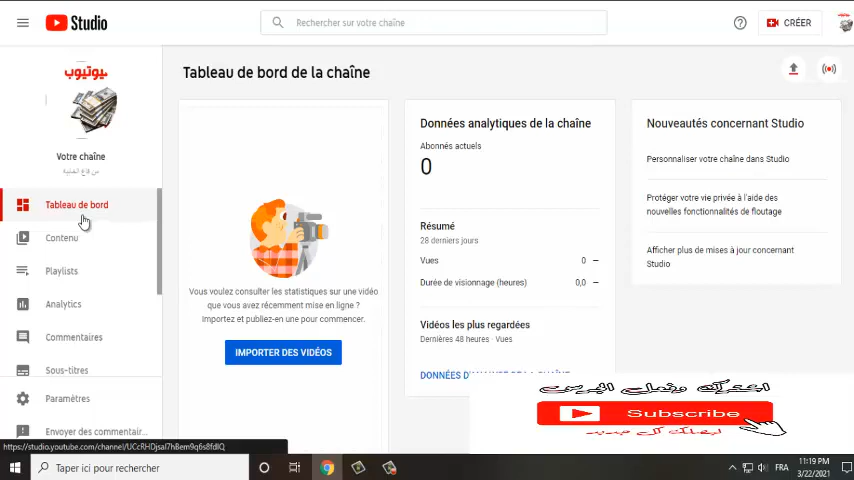 Studio
Rechercher sur votre chaîne
CRÉER
يوتيوب
Votre chaîne
Tableau de bord
Contenu
Playlists
Analytics
Commentaires
Sous-titres
Paramètres
Envoyer des commentair...
Tableau de bord de la chaîne
Vous voulez consulter les statistiques sur une vidéo
que vous avez récemment mise en ligne ?
Importez et publiez-en une pour commencer.
IMPORTER DES VIDÉOS
Données analytiques de la chaîne
Abonnés actuels
0
Résumé
28 derniers jours
Vues 0 —
Durée de visionnage (heures) 0,0 —
Vidéos les plus regardées
Dernières 48 heures · Vues
Nouveautés concernant Studio
Personnaliser votre chaîne dans Studio
Protéger votre vie privée à l'aide des
nouvelles fonctionnalités de floutage
Afficher plus de mises à jour concernant
Studio
Subscribe
Taper ici pour rechercher
FR
11:19 PM
3/22/2021